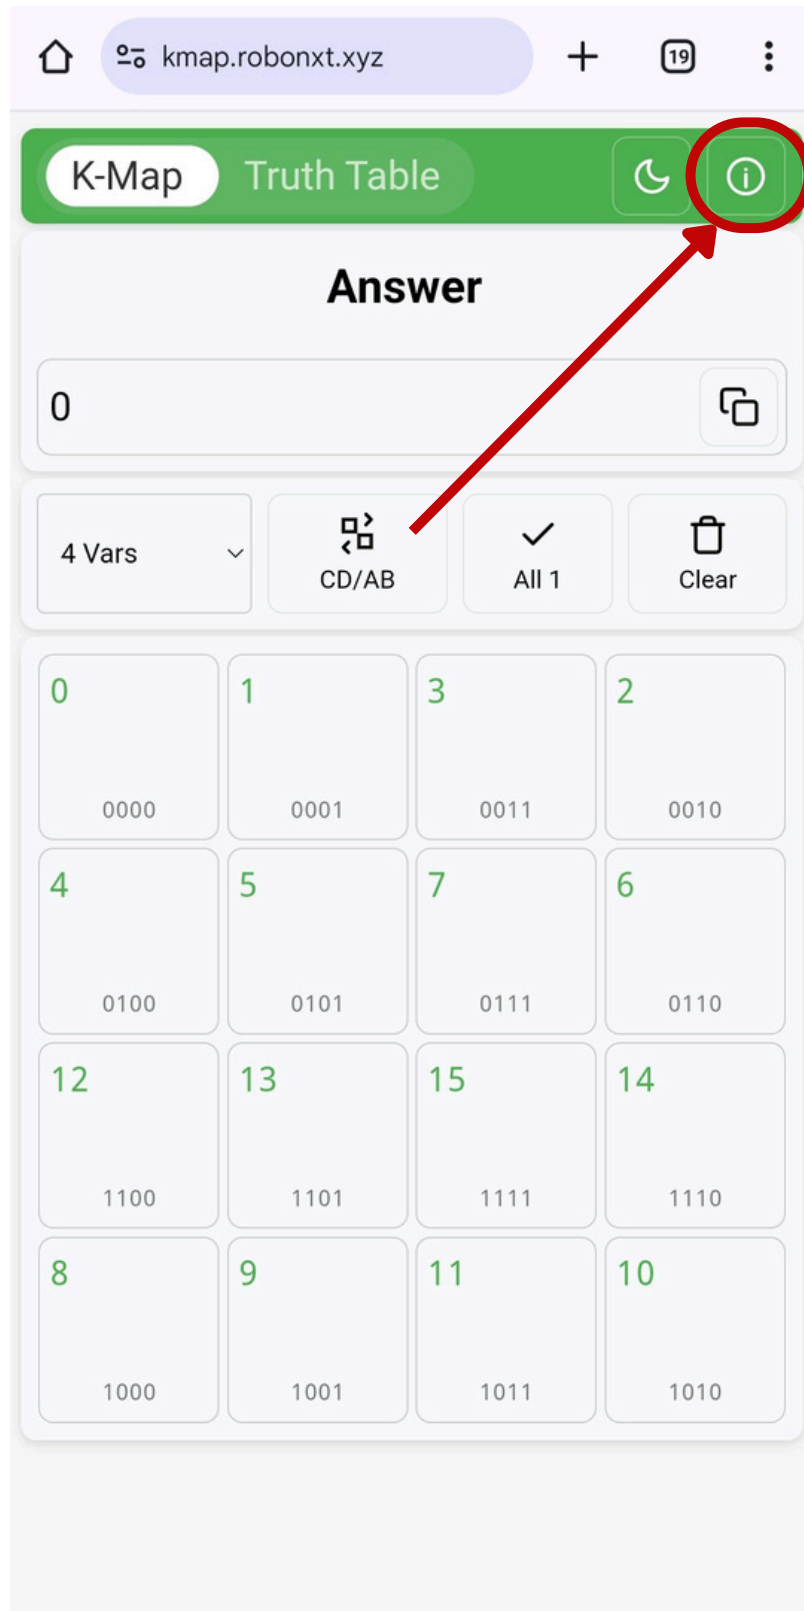 kmap.robonxt.xyz 19
K-Map Truth Table
Answer
0
4 Vars CD/AB All 1 Clear
0 1 3 2
0000 0001 0011 0010
4 5 7 6
0100 0101 0111 0110
12 13 15 14
1100 1101 1111 1110
8 9 11 10
1000 1001 1011 1010